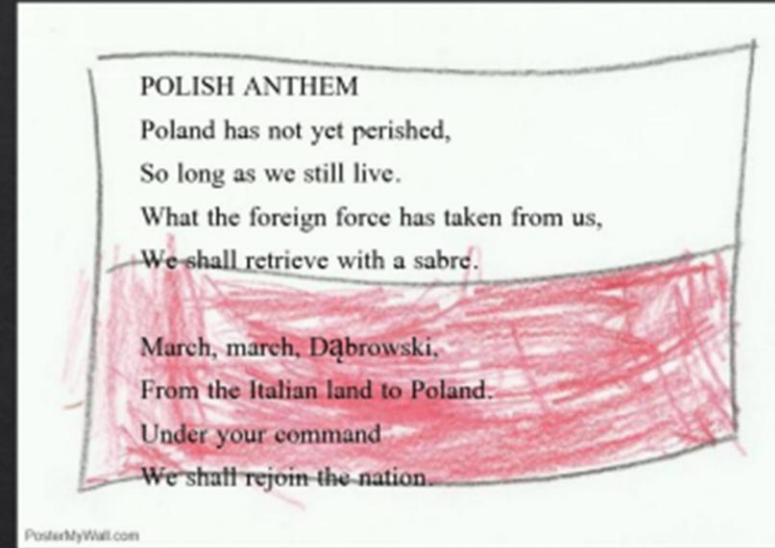 POLISH ANTHEM
Poland has not yet perished,
So long as we still live.
What the foreign force has taken from us,
We shall retrieve with a sabre.
March, march, Dąbrowski,
From the Italian land to Poland.
Under your command
We shall rejoin the nation.
PosterMyWall.com